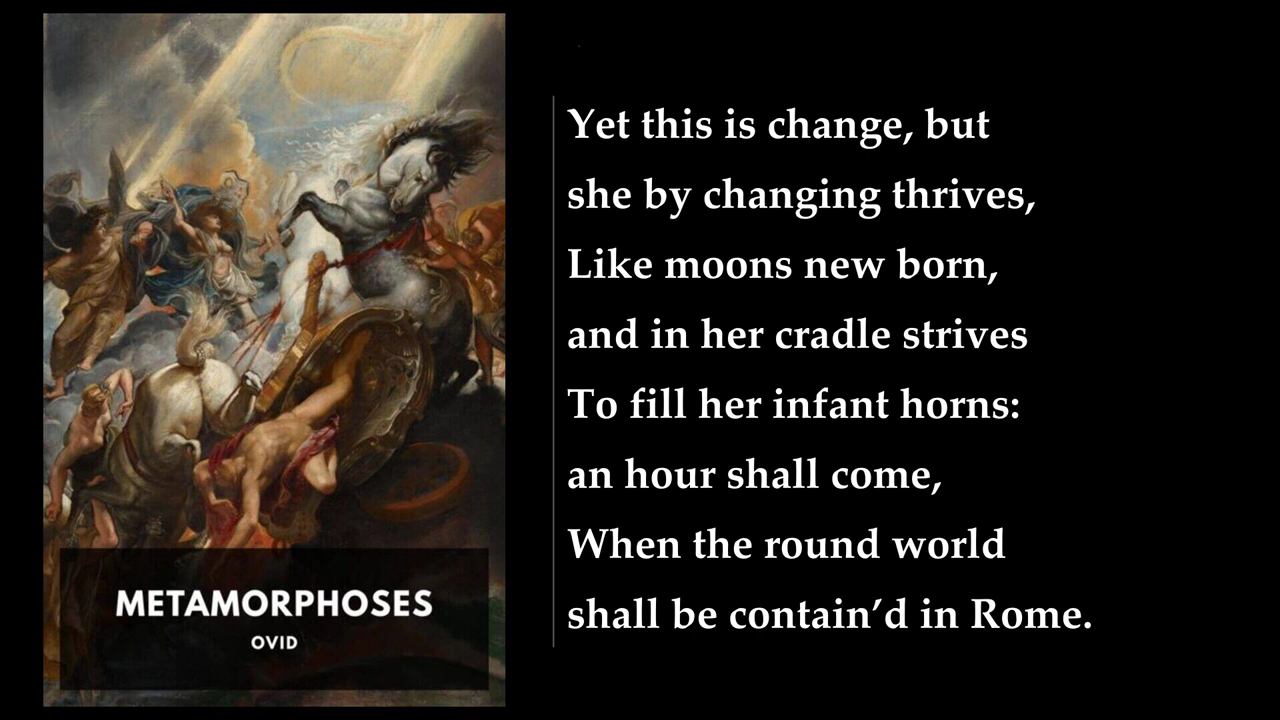 METAMORPHOSES
OVID
Yet this is change, but
she by changing thrives,
Like moons new born,
and in her cradle strives
To fill her infant horns:
an hour shall come,
When the round world
shall be contain’d in Rome.